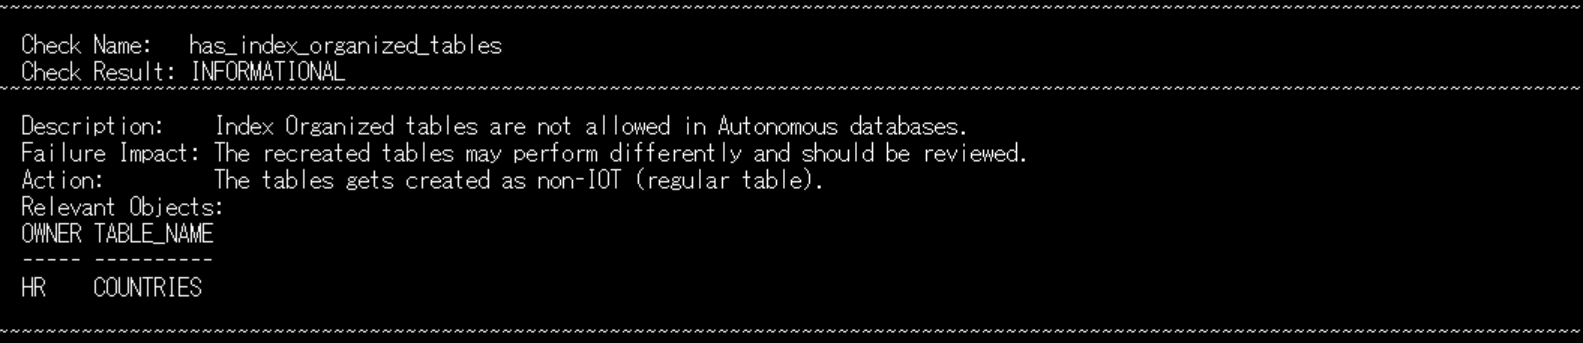 ~~~~~~~~~~~~~~~~~~~~~~~~~~~~~~~~~~~~~~~~~~~~~~~~~~~~~~~~~~~~~~~~~~~~~~~~~~~~~~~~~~~~~~~~~~~~~~~~~~~~~~~~~~~~~~~~~~~~~~~~~~~~~~~~~~~~
Check Name:   has_index_organized_tables
Check Result: INFORMATIONAL
~~~~~~~~~~~~~~~~~~~~~~~~~~~~~~~~~~~~~~~~~~~~~~~~~~~~~~~~~~~~~~~~~~~~~~~~~~~~~~~~~~~~~~~~~~~~~~~~~~~~~~~~~~~~~~~~~~~~~~~~~~~~~~~~~~~~
Description:    Index Organized tables are not allowed in Autonomous databases.
Failure Impact: The recreated tables may perform differently and should be reviewed.
Action:         The tables gets created as non-IOT (regular table).
Relevant Objects:
OWNER TABLE_NAME
----- ----------
HR    COUNTRIES
~~~~~~~~~~~~~~~~~~~~~~~~~~~~~~~~~~~~~~~~~~~~~~~~~~~~~~~~~~~~~~~~~~~~~~~~~~~~~~~~~~~~~~~~~~~~~~~~~~~~~~~~~~~~~~~~~~~~~~~~~~~~~~~~~~~~